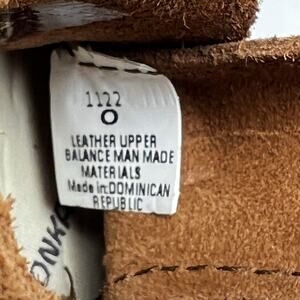 1122
O
LEATHER UPPER
BALANCE MAN MADE
MATERIALS
Made in:DOMINICAN
REPUBLIC